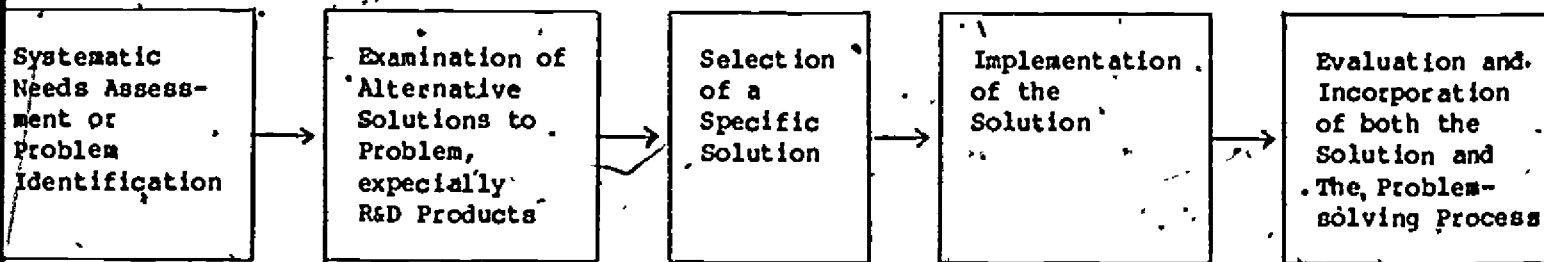 Systematic
Needs Assess-
ment or
Problem
Identification
Examination of
Alternative
Solutions to
Problem,
expecially
R&D Products
Selection
of a
Specific
Solution
Implementation
of the
Solution
Evaluation and
Incorporation
of both the
Solution and
The Problem-
solving Process